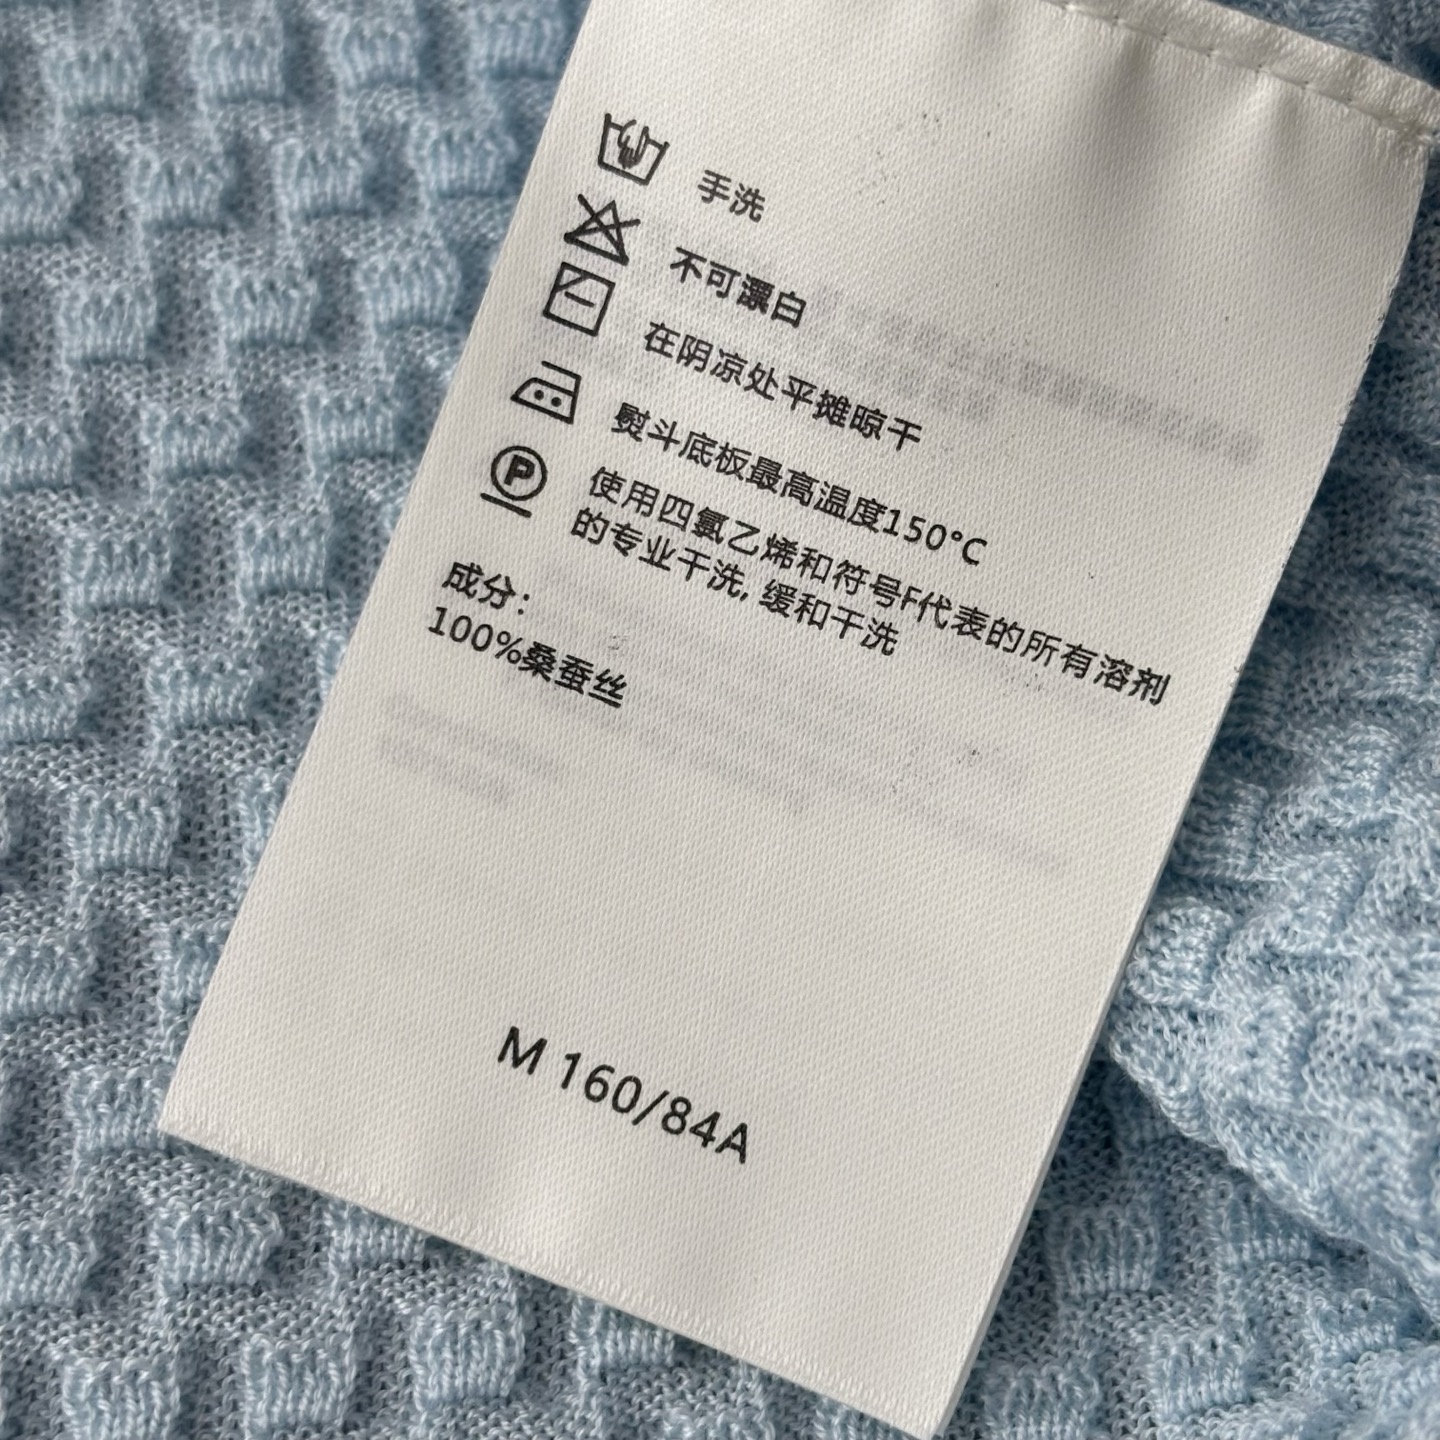 手洗
不可漂白
在阴凉处平摊晾干
熨斗底板最高温度150°C
P
使用四氯乙烯和符号F代表的所有溶剂
的专业干洗,缓和干洗
成分:
100%桑蚕丝
M 160/84A